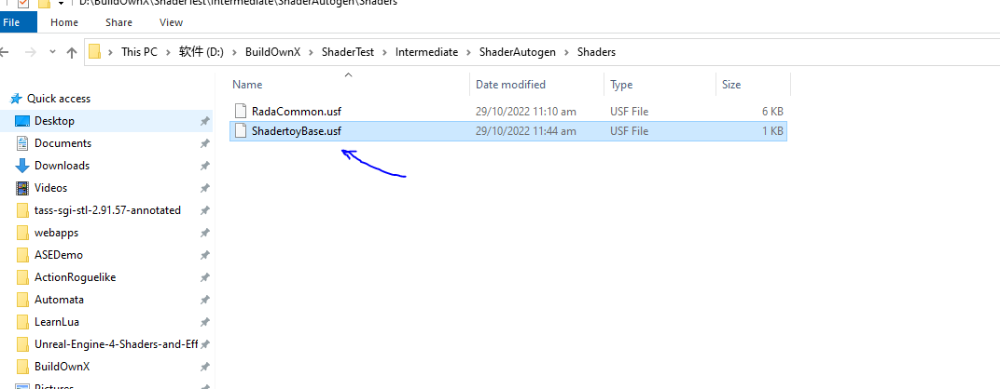 D:\BuildOwnX\ShaderTest\Intermediate\ShaderAutogen\Shaders
File Home Share View
This PC > 软件 (D:) > BuildOwnX > ShaderTest > Intermediate > ShaderAutogen > Shaders
Name Date modified Type Size
Quick access
RadaCommon.usf 29/10/2022 11:10 am USF File 6 KB
Desktop
ShadertoyBase.usf 29/10/2022 11:44 am USF File 1 KB
Documents
Downloads
Videos
tass-sgi-stl-2.91.57-annotated
webapps
ASEDemo
ActionRoguelike
Automata
LearnLua
Unreal-Engine-4-Shaders-and-Eff
BuildOwnX
Pictures